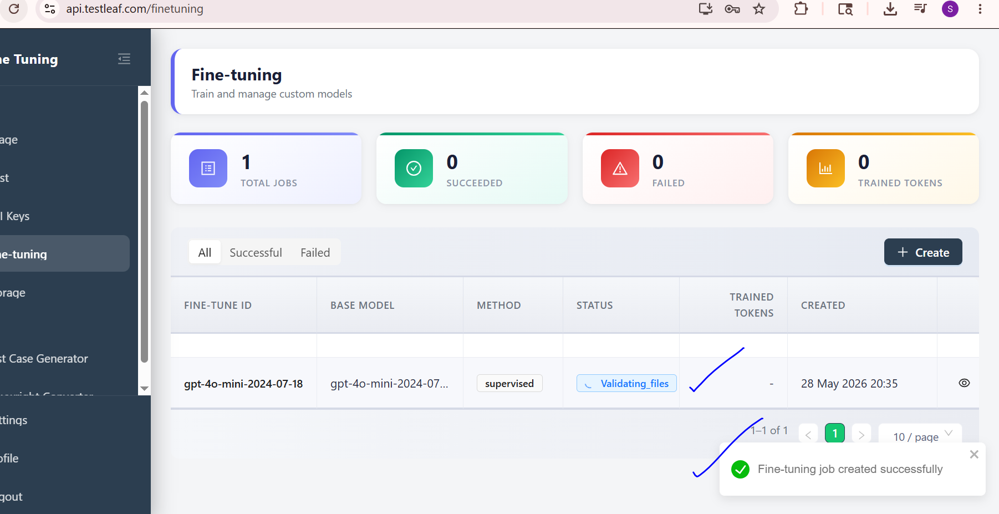 api.testleaf.com/finetuning
S
ne Tuning
age
st
I Keys
ne-tuning
orage
st Case Generator
ttings
ofile
gout
Fine-tuning
Train and manage custom models
1
TOTAL JOBS
0
SUCCEEDED
0
FAILED
0
TRAINED TOKENS
All Successful Failed
+ Create
FINE-TUNE ID BASE MODEL METHOD STATUS TRAINED TOKENS CREATED
gpt-4o-mini-2024-07-18 gpt-4o-mini-2024-07... supervised Validating_files - 28 May 2026 20:35
1–1 of 1 < 1 > 10 / page
Fine-tuning job created successfully